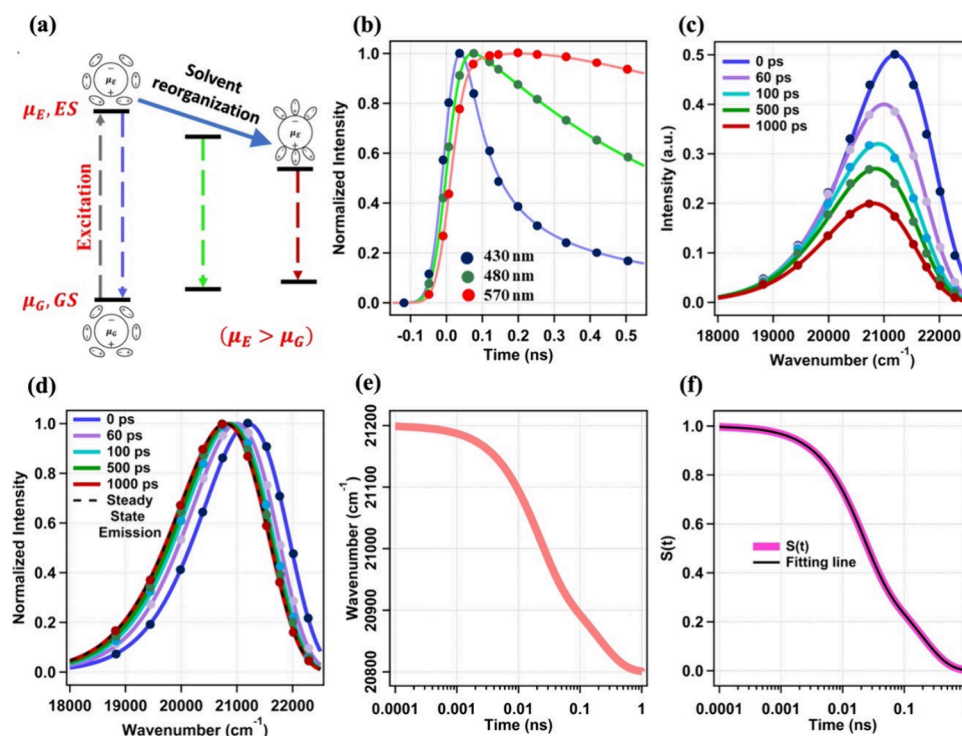 (a)
μE, ES
μE
−
+
Solvent
reorganization
μE
−
+
Excitation
μG, GS
μG
−
+
(μE > μG)
(b)
Normalized Intensity
1.0
0.8
0.6
0.4
0.2
0.0
430 nm
480 nm
570 nm
-0.1 0.0 0.1 0.2 0.3 0.4 0.5
Time (ns)
(c)
Intensity (a.u.)
0.5
0.4
0.3
0.2
0.1
0.0
0 ps
60 ps
100 ps
500 ps
1000 ps
18000 19000 20000 21000 22000
Wavenumber (cm⁻¹)
(d)
Normalized Intensity
1.0
0.8
0.6
0.4
0.2
0.0
0 ps
60 ps
100 ps
500 ps
1000 ps
Steady
State
Emission
18000 19000 20000 21000 22000
Wavenumber (cm⁻¹)
(e)
Wavenumber (cm⁻¹)
21200
21100
21000
20900
20800
0.0001 0.001 0.01 0.1 1
Time (ns)
(f)
S(t)
1.0
0.8
0.6
0.4
0.2
0.0
S(t)
Fitting line
0.0001 0.001 0.01 0.1 1
Time (ns)